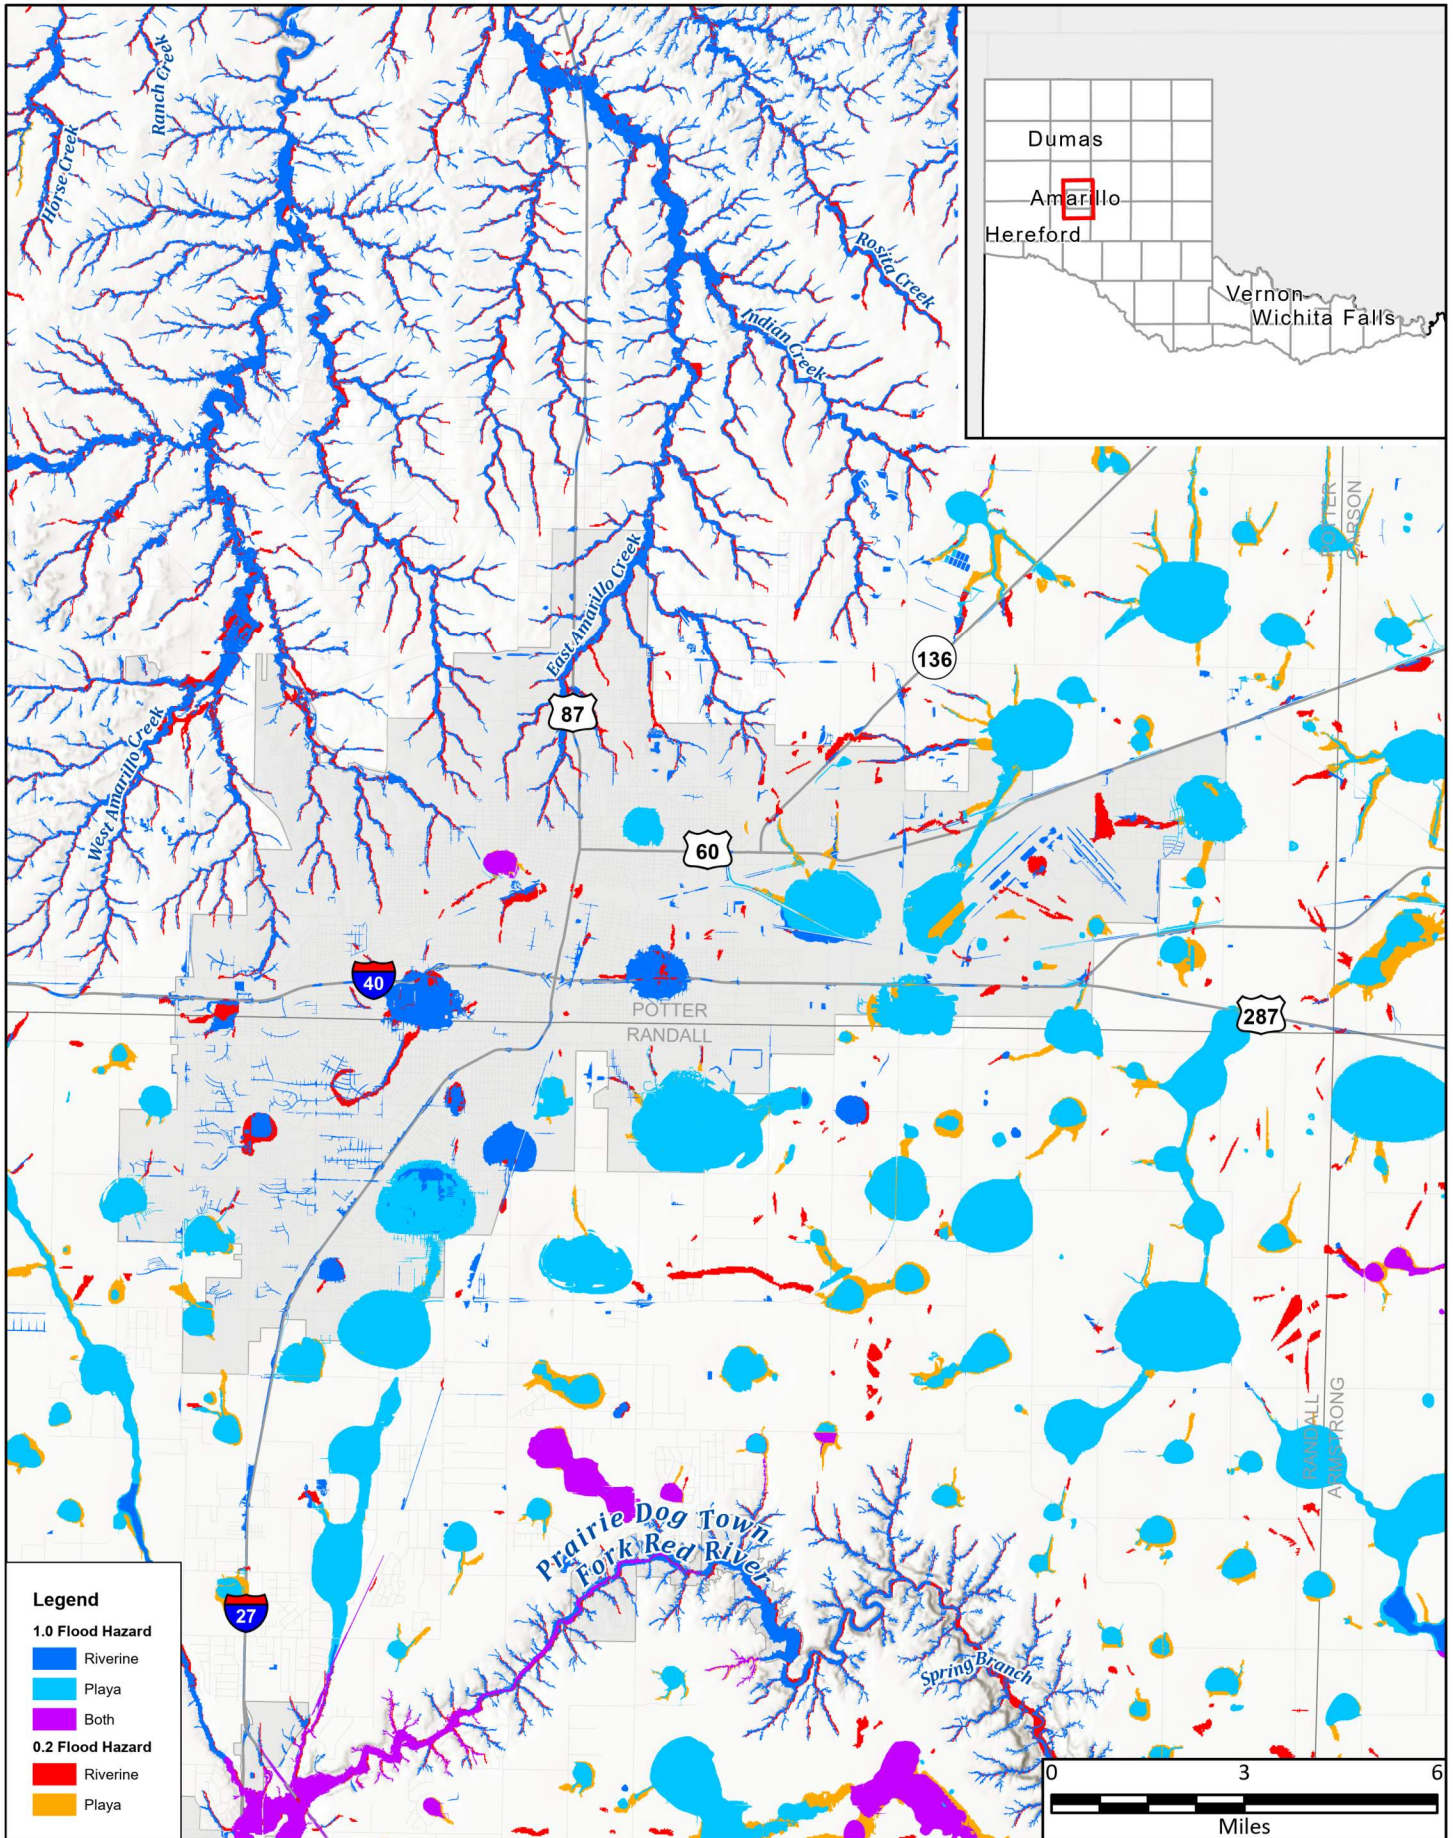 Ranch Creek
Horse Creek
Dumas
Amarillo
Hereford
Vernon
Wichita Falls
Rosita Creek
Indian Creek
POTTER
CARSON
East Amarillo Creek
136
87
West Amarillo Creek
60
40
POTTER
RANDALL
287
RANDALL
ARMSTRONG
Prairie Dog Town
Fork Red River
Spring Branch
27
Legend
1.0 Flood Hazard
Riverine
Playa
Both
0.2 Flood Hazard
Riverine
Playa
0 3 6
Miles